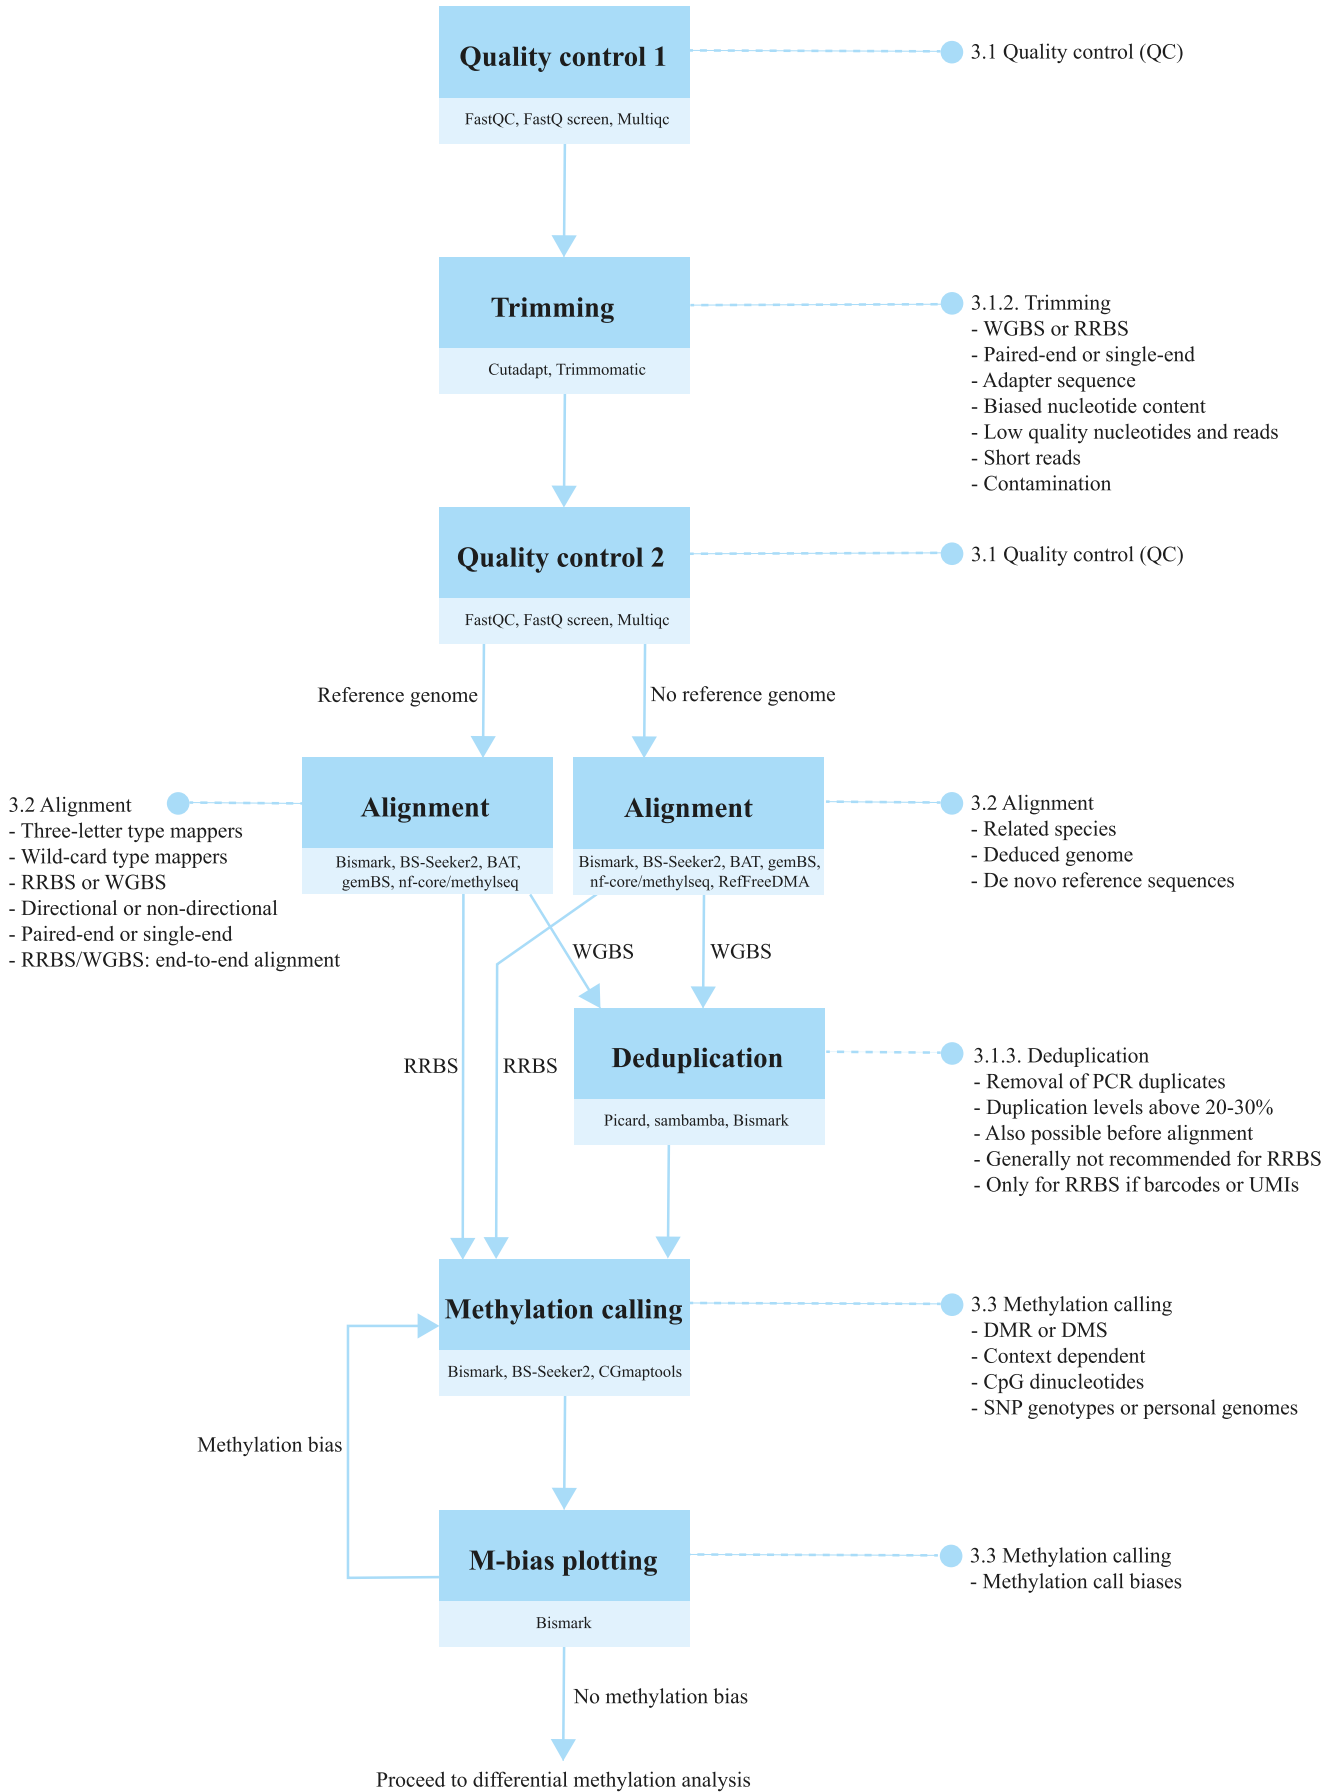 Quality control 1
FastQC, FastQ screen, Multiqc
3.1 Quality control (QC)
Trimming
Cutadapt, Trimmomatic
3.1.2. Trimming
- WGBS or RRBS
- Paired-end or single-end
- Adapter sequence
- Biased nucleotide content
- Low quality nucleotides and reads
- Short reads
- Contamination
Quality control 2
FastQC, FastQ screen, Multiqc
3.1 Quality control (QC)
Reference genome
No reference genome
3.2 Alignment
- Three-letter type mappers
- Wild-card type mappers
- RRBS or WGBS
- Directional or non-directional
- Paired-end or single-end
- RRBS/WGBS: end-to-end alignment
Alignment
Bismark, BS-Seeker2, BAT,
gemBS, nf-core/methylseq
Alignment
Bismark, BS-Seeker2, BAT, gemBS,
nf-core/methylseq, RefFreeDMA
3.2 Alignment
- Related species
- Deduced genome
- De novo reference sequences
WGBS
WGBS
RRBS
RRBS
Deduplication
Picard, sambamba, Bismark
3.1.3. Deduplication
- Removal of PCR duplicates
- Duplication levels above 20-30%
- Also possible before alignment
- Generally not recommended for RRBS
- Only for RRBS if barcodes or UMIs
Methylation calling
Bismark, BS-Seeker2, CGmaptools
3.3 Methylation calling
- DMR or DMS
- Context dependent
- CpG dinucleotides
- SNP genotypes or personal genomes
Methylation bias
M-bias plotting
Bismark
3.3 Methylation calling
- Methylation call biases
No methylation bias
Proceed to differential methylation analysis